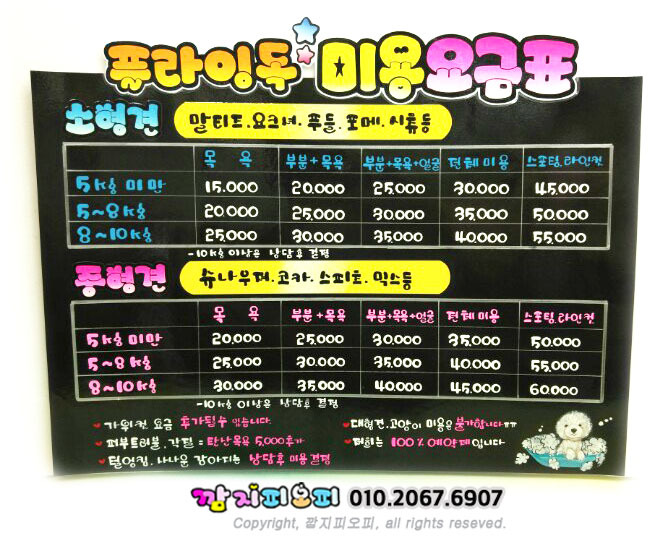 퓨라잉독 미용요금표
소형견 말티드.요크녀.푸들.포메.시츄등
목 욕 부분+목욕 부분+목욕+얼굴 전체미용 스포팅.라인컷
5kg 미만 15.000 20.000 25.000 30.000 45.000
5~8kg 20.000 25.000 30.000 35.000 50.000
8~10kg 25.000 30.000 35.000 40.000 55.000
-10kg 이상은 상담후 결정
중형견 슈나우저.코카.스피츠.믹스등
목 욕 부분+목욕 부분+목욕+얼굴 전체미용 스포팅.라인컷
5kg 미만 20.000 25.000 30.000 35.000 50.000
5~8kg 25.000 30.000 35.000 40.000 55.000
8~10kg 30.000 35.000 40.000 45.000 60.000
-10kg 이상은 상담후 결정
가위컷 요금 추가될수 있습니다.
대형견.고양이 미용은 불가합니다ㅠㅠ
피부트러블.각질 = 탄산목욕 5,000추가
저희는 100% 예약제입니다
털엉킴.사나운 강아지는 상담후 미용결정
깜지피오피 010.2067.6907
Copyright, 깜지피오피, all rights reseved.